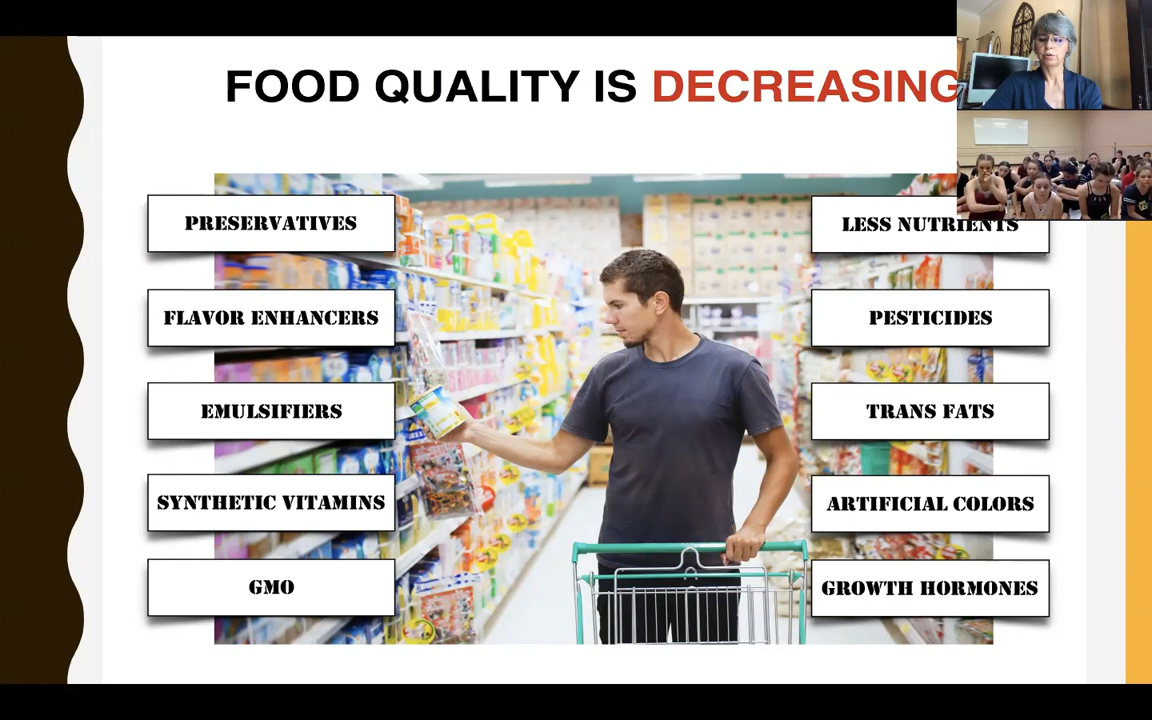 FOOD QUALITY IS DECREASING
PRESERVATIVES
FLAVOR ENHANCERS
EMULSIFIERS
SYNTHETIC VITAMINS
GMO
LESS NUTRIENTS
PESTICIDES
TRANS FATS
ARTIFICIAL COLORS
GROWTH HORMONES